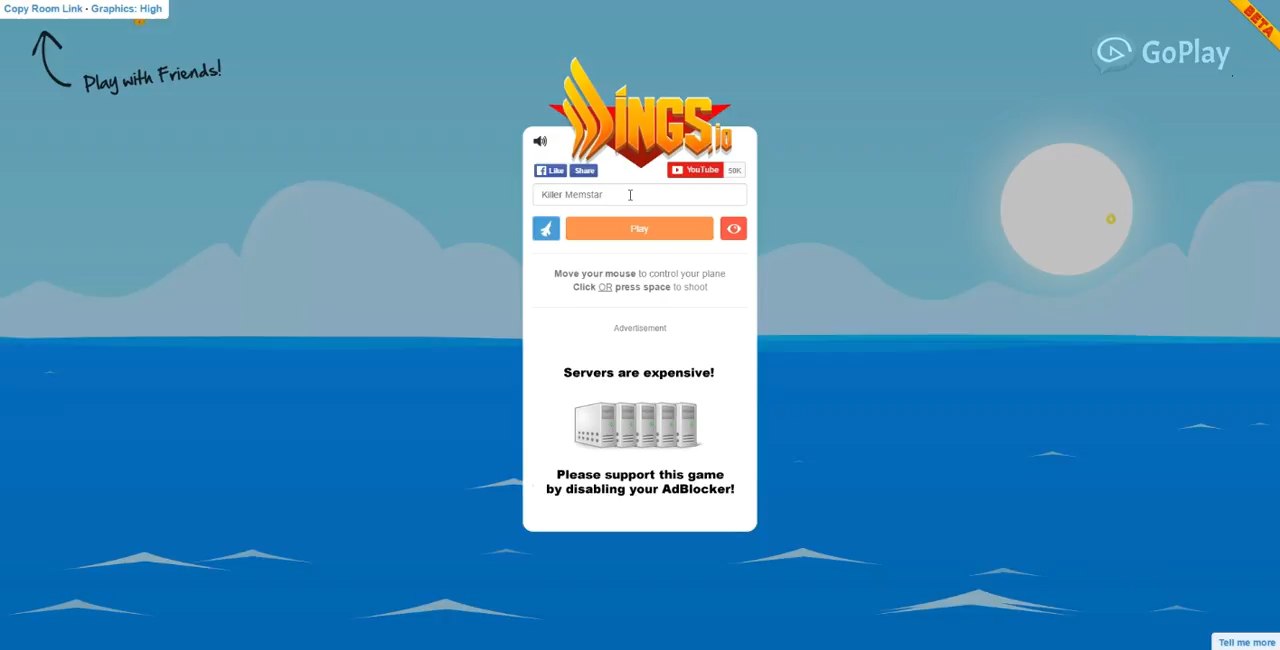 Copy Room Link · Graphics: High
BETA
GoPlay
Play with Friends!
WINGS.io
Like Share YouTube 50K
Killer Memstar
Play
Move your mouse to control your plane
Click OR press space to shoot
Advertisement
Servers are expensive!
Please support this game
by disabling your AdBlocker!
Tell me more